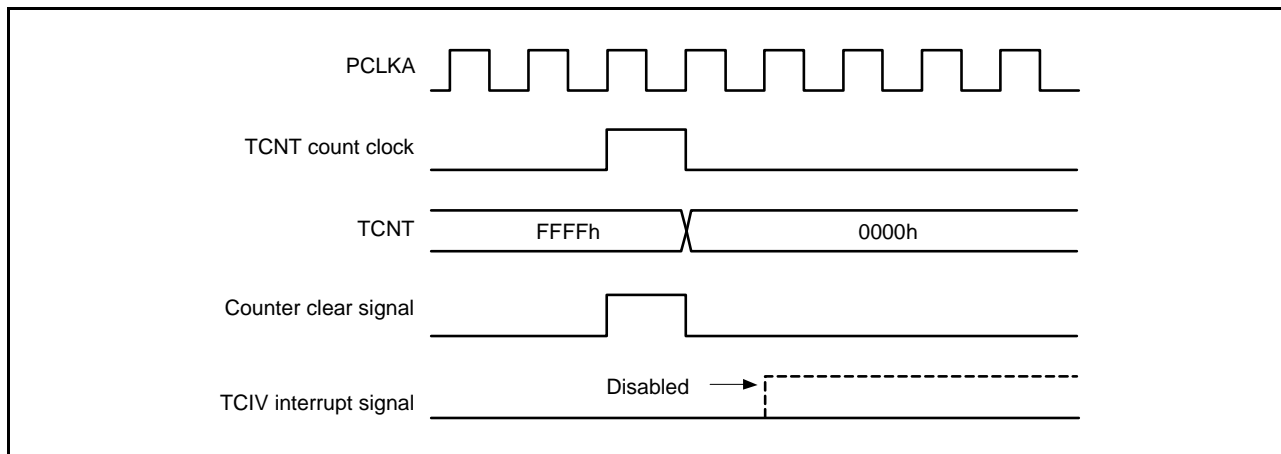 PCLKA
TCNT count clock
TCNT
FFFFh
0000h
Counter clear signal
Disabled
TCIV interrupt signal